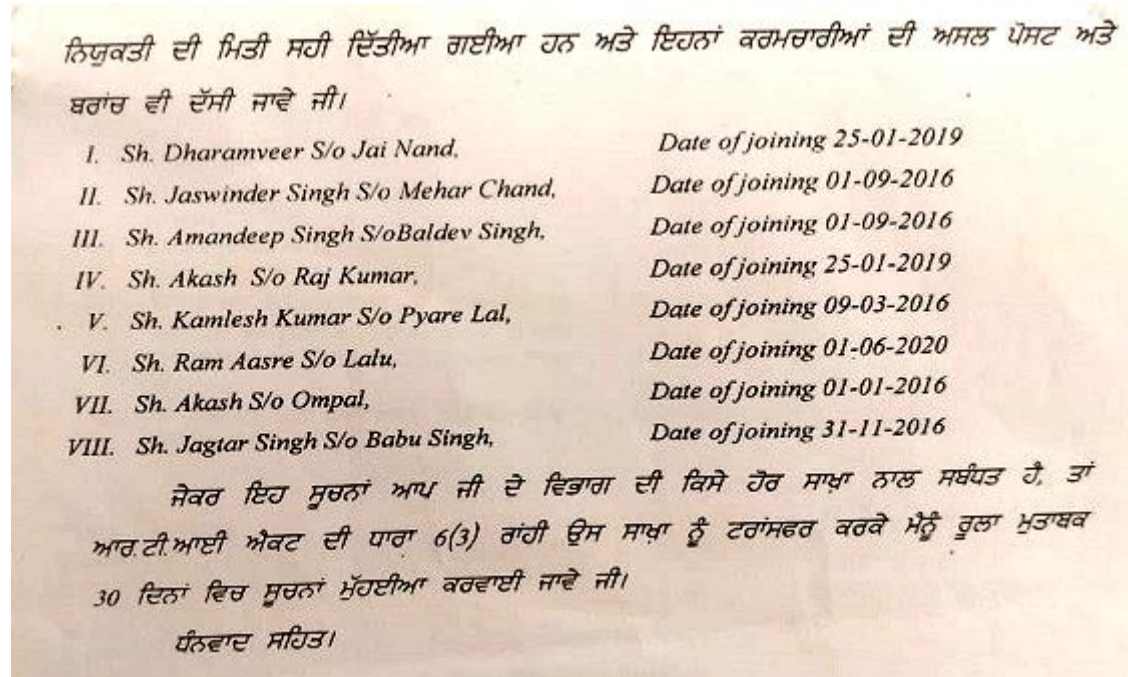 ਨਿਯੁਕਤੀ ਦੀ ਮਿਤੀ ਸਹੀ ਦਿੱਤੀਆ ਗਈਆ ਹਨ ਅਤੇ ਇਹਨਾਂ ਕਰਮਚਾਰੀਆਂ ਦੀ ਅਸਲ ਪੋਸਟ ਅਤੇ
ਬਰਾਂਚ ਵੀ ਦੱਸੀ ਜਾਵੇ ਜੀ।
I. Sh. Dharamveer S/o Jai Nand, Date of joining 25-01-2019
II. Sh. Jaswinder Singh S/o Mehar Chand, Date of joining 01-09-2016
III. Sh. Amandeep Singh S/oBaldev Singh, Date of joining 01-09-2016
IV. Sh. Akash S/o Raj Kumar, Date of joining 25-01-2019
V. Sh. Kamlesh Kumar S/o Pyare Lal, Date of joining 09-03-2016
VI. Sh. Ram Aasre S/o Lalu, Date of joining 01-06-2020
VII. Sh. Akash S/o Ompal, Date of joining 01-01-2016
VIII. Sh. Jagtar Singh S/o Babu Singh, Date of joining 31-11-2016
ਜੇਕਰ ਇਹ ਸੂਚਨਾਂ ਆਪ ਜੀ ਦੇ ਵਿਭਾਗ ਦੀ ਕਿਸੇ ਹੋਰ ਸਾਖ਼ਾ ਨਾਲ ਸਬੰਧਤ ਹੈ, ਤਾਂ
ਆਰ.ਟੀ.ਆਈ ਐਕਟ ਦੀ ਧਾਰਾ 6(3) ਰਾਂਹੀ ਉਸ ਸਾਖ਼ਾ ਨੂੰ ਟਰਾਂਸਫਰ ਕਰਕੇ ਮੈਨੂੰ ਰੂਲਾ ਮੁਤਾਬਕ
30 ਦਿਨਾਂ ਵਿਚ ਸੂਚਨਾਂ ਮੁੱਹਈਆ ਕਰਵਾਈ ਜਾਵੇ ਜੀ।
ਧੰਨਵਾਦ ਸਹਿਤ।